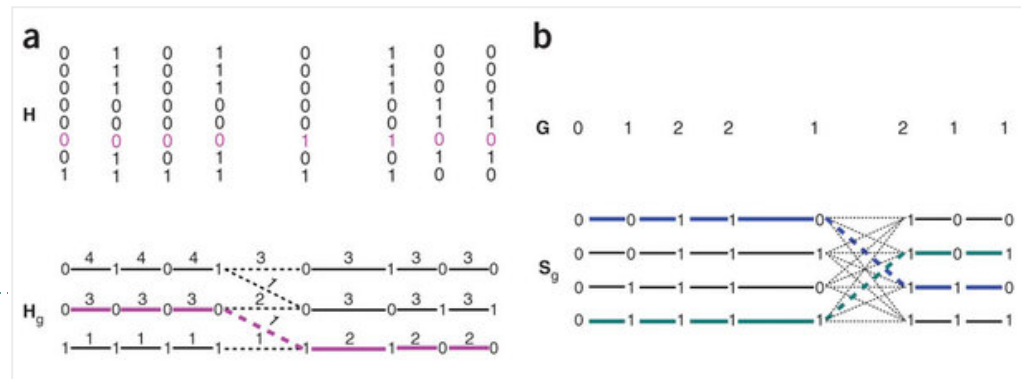 a
0 1 0 1 0 1 0 0
0 1 0 1 0 1 0 0
0 1 0 1 0 1 0 0
H 0 0 0 0 0 0 1 1
0 0 0 0 0 0 1 1
0 0 0 0 1 1 0 0
0 1 0 1 0 0 1 0
1 1 1 1 1 1 0 0
4 4 4 3 3 3 3
0 1 0 1 0 1 0 0
1
3 3 3 2 3 3 1
Hg 0 0 0 0 0 0 1 1
1
1 1 1 1 2 2 2
1 1 1 1 1 1 0 0
b
G 0 1 2 2 1 2 1 1
0 0 1 1 0 1 0 0
0 0 1 1 1 1 0 1
Sg 0 1 1 1 0 1 1 0
0 1 1 1 1 1 1 1